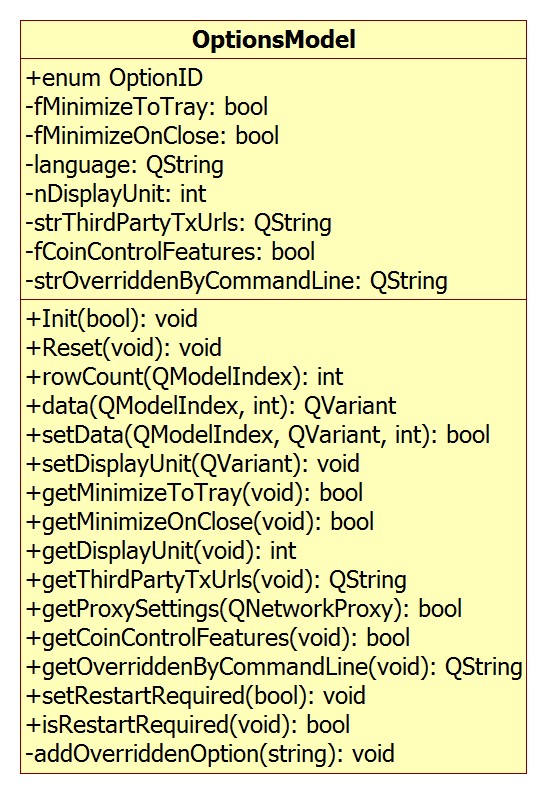 OptionsModel
+enum OptionID
-fMinimizeToTray: bool
-fMinimizeOnClose: bool
-language: QString
-nDisplayUnit: int
-strThirdPartyTxUrls: QString
-fCoinControlFeatures: bool
-strOverriddenByCommandLine: QString
+Init(bool): void
+Reset(void): void
+rowCount(QModelIndex): int
+data(QModelIndex, int): QVariant
+setData(QModelIndex, QVariant, int): bool
+setDisplayUnit(QVariant): void
+getMinimizeToTray(void): bool
+getMinimizeOnClose(void): bool
+getDisplayUnit(void): int
+getThirdPartyTxUrls(void): QString
+getProxySettings(QNetworkProxy): bool
+getCoinControlFeatures(void): bool
+getOverriddenByCommandLine(void): QString
+setRestartRequired(bool): void
+isRestartRequired(void): bool
-addOverriddenOption(string): void